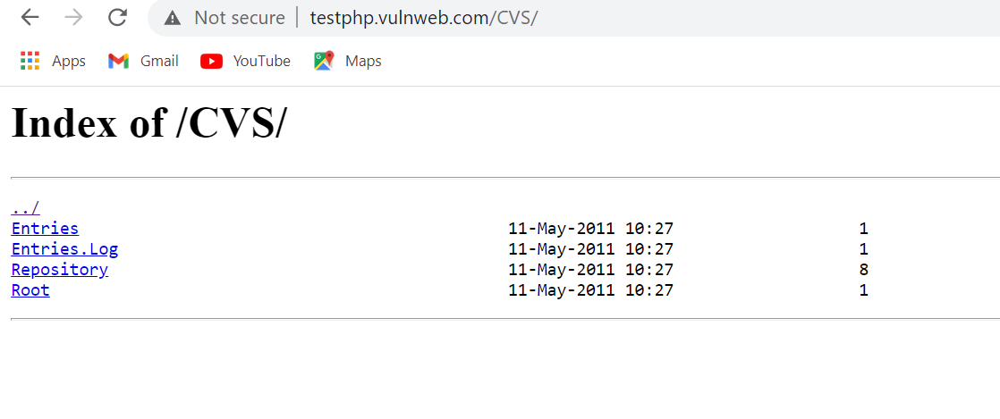 Not secure | testphp.vulnweb.com/CVS/
Apps Gmail YouTube Maps
Index of /CVS/
../
Entries 11-May-2011 10:27 1
Entries.Log 11-May-2011 10:27 1
Repository 11-May-2011 10:27 8
Root 11-May-2011 10:27 1